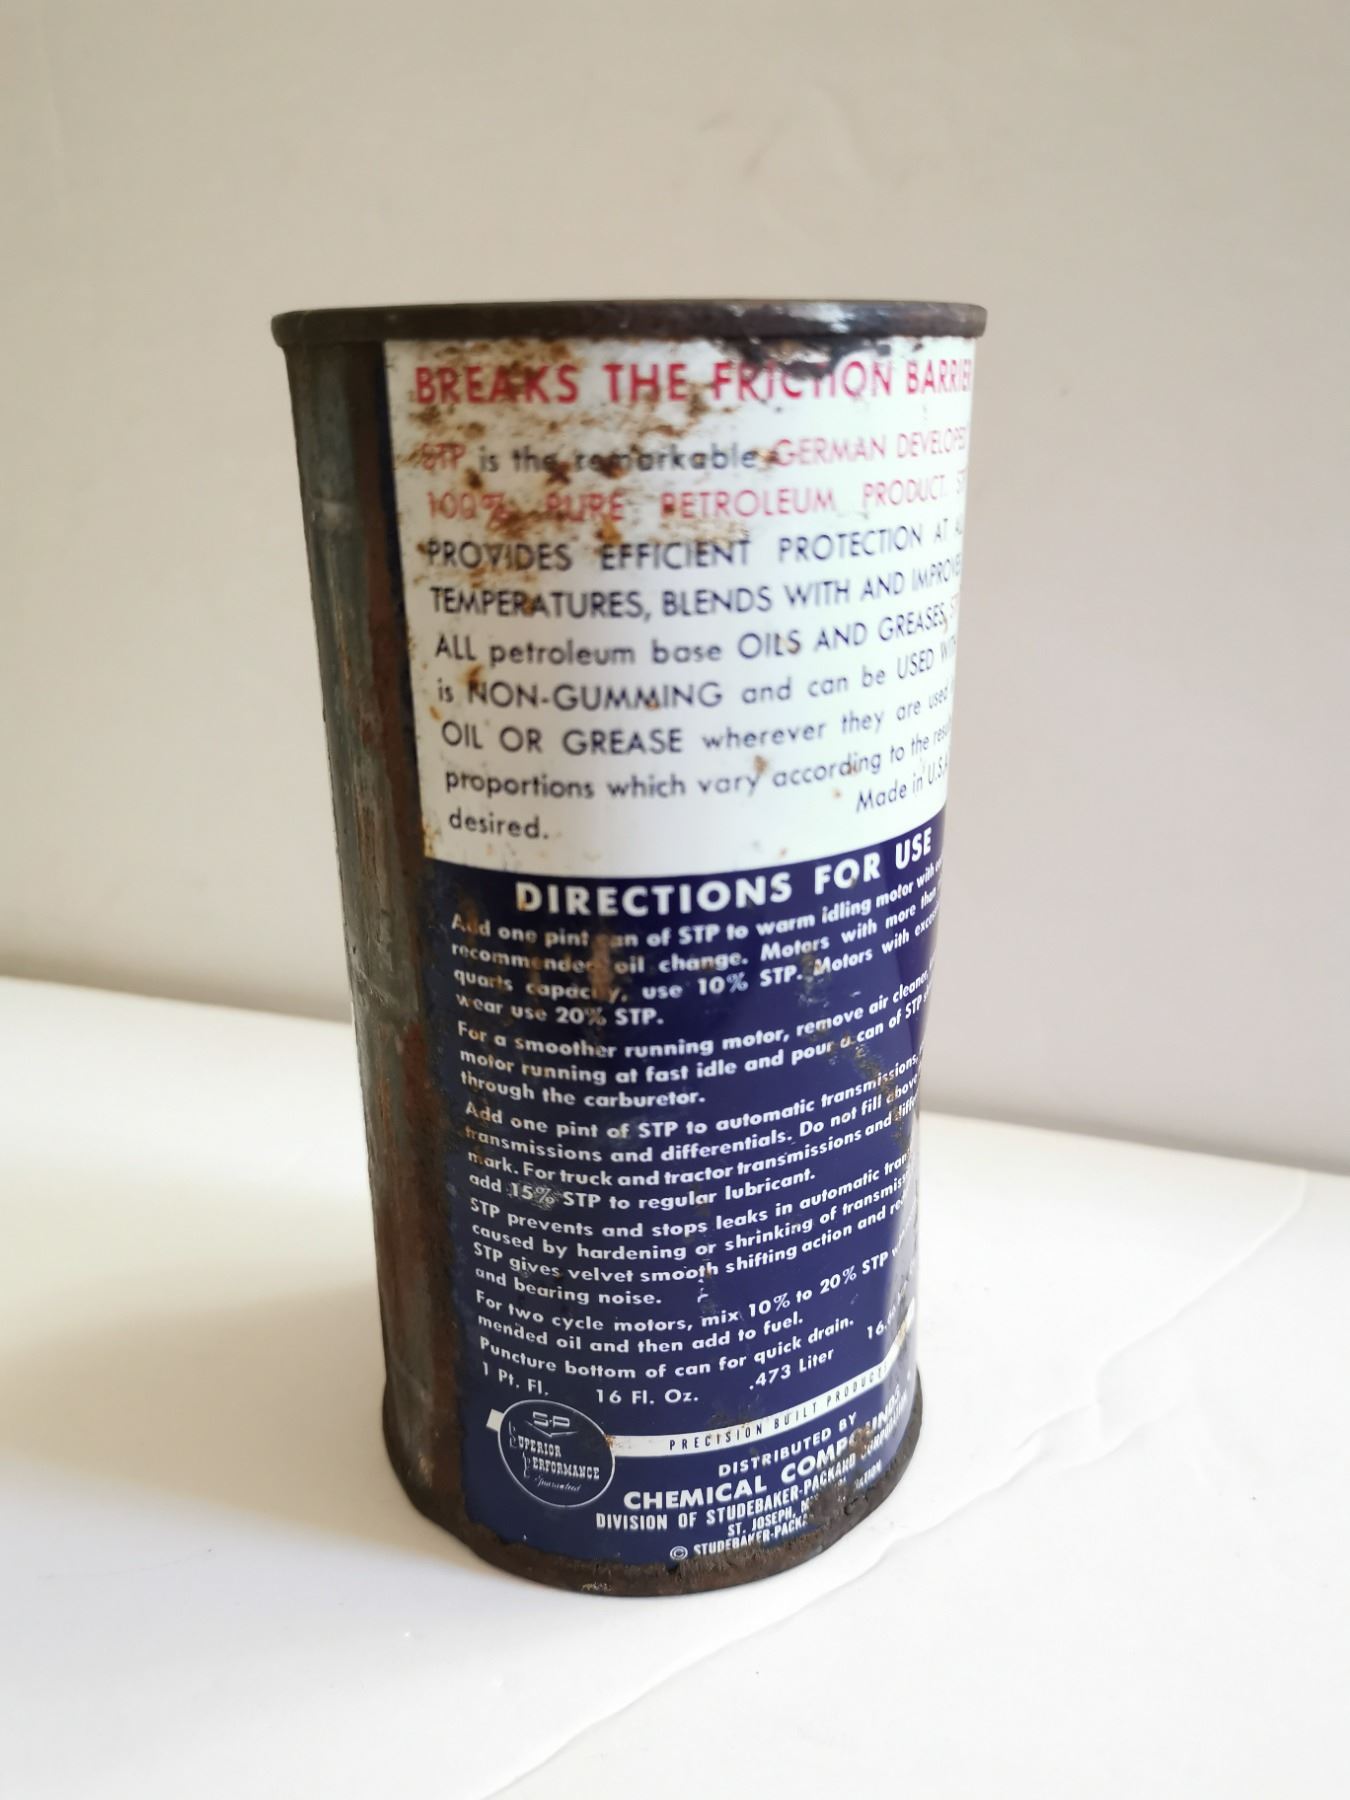 BREAKS THE FRICTION BARRIER
STP is the remarkable GERMAN DEVELOPED
100% PURE PETROLEUM PRODUCT.
PROVIDES EFFICIENT PROTECTION AT
TEMPERATURES, BLENDS WITH AND IMPROVES
ALL petroleum base OILS AND GREASES,
is NON-GUMMING and can be USED
OIL OR GREASE wherever they are used
proportions which vary according to the
desired. Made in U.S.A.
DIRECTIONS FOR USE
Add one pint can of STP to warm idling motor with
recommended oil change. Motors with more than
quarts capacity, use 10% STP. Motors with
wear use 20% STP.
For a smoother running motor, remove air cleaner,
motor running at fast idle and pour a can of STP
through the carburetor.
Add one pint of STP to automatic transmissions,
transmissions and differentials. Do not fill above
mark. For truck and tractor transmissions and
add 15% STP to regular lubricant.
STP prevents and stops leaks in automatic
caused by hardening or shrinking of
STP gives velvet smooth shifting action and
and bearing noise.
For two cycle motors, mix 10% to 20% STP
mended oil and then add to fuel.
Puncture bottom of can for quick drain.
1 Pt. Fl. 16 Fl. Oz. .473 Liter
S-P
SUPERIOR
PERFORMANCE
Guaranteed
PRECISION BUILT PRODUCTS
DISTRIBUTED BY
CHEMICAL COMPOUNDS
DIVISION OF STUDEBAKER-PACKARD CORPORATION
ST. JOSEPH,
© STUDEBAKER-PACK